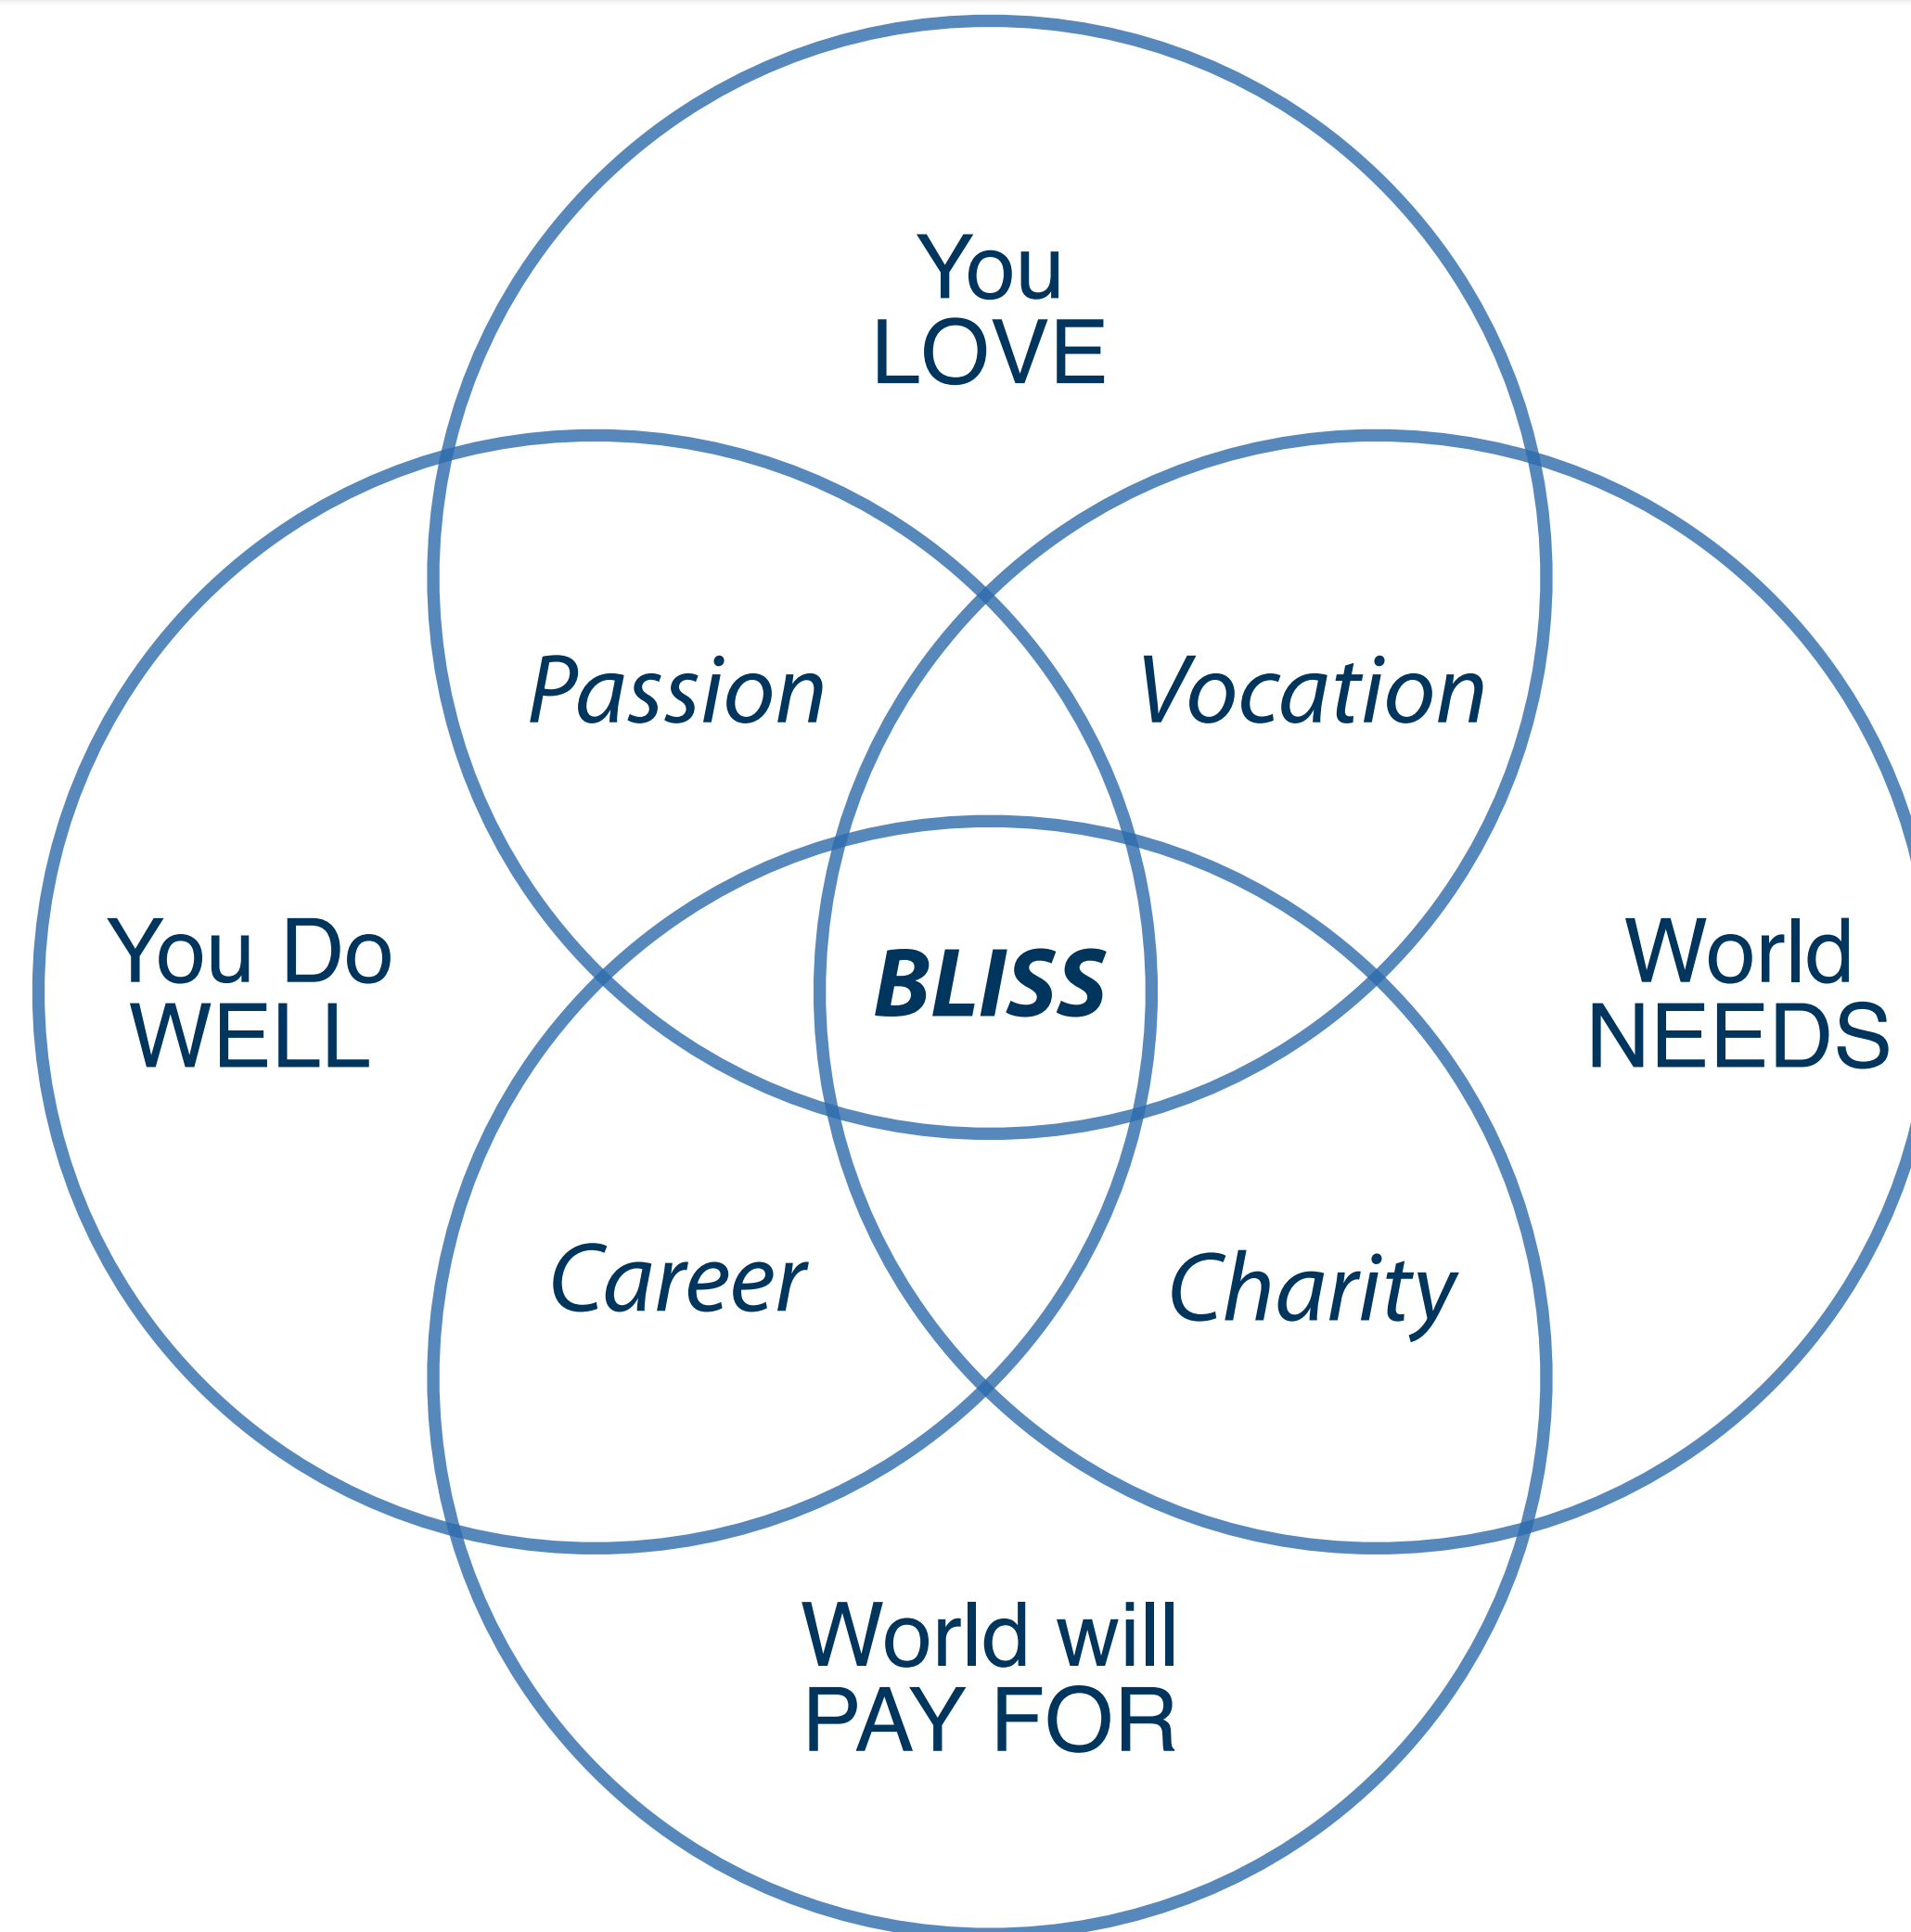 You
LOVE
Passion
Vocation
You Do
WELL
BLISS
World
NEEDS
Career
Charity
World will
PAY FOR